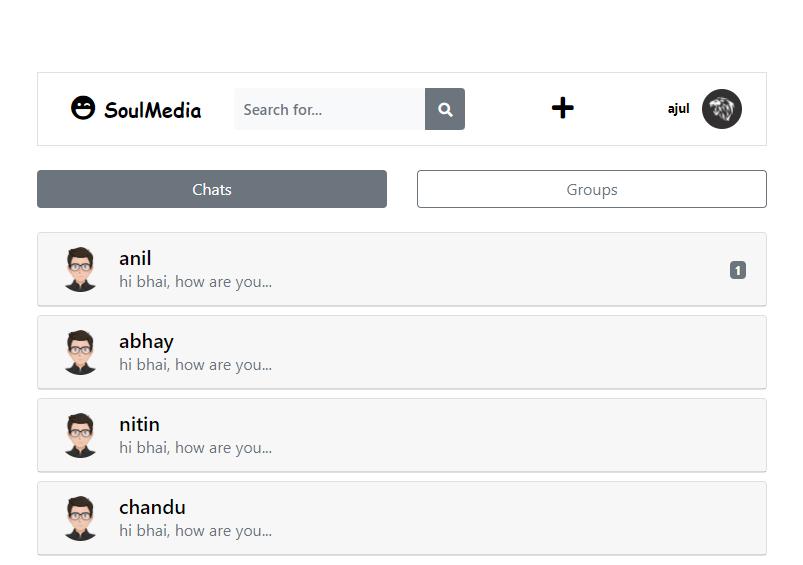 SoulMedia
Search for...
ajul
Chats
Groups
anil
hi bhai, how are you...
1
abhay
hi bhai, how are you...
nitin
hi bhai, how are you...
chandu
hi bhai, how are you...